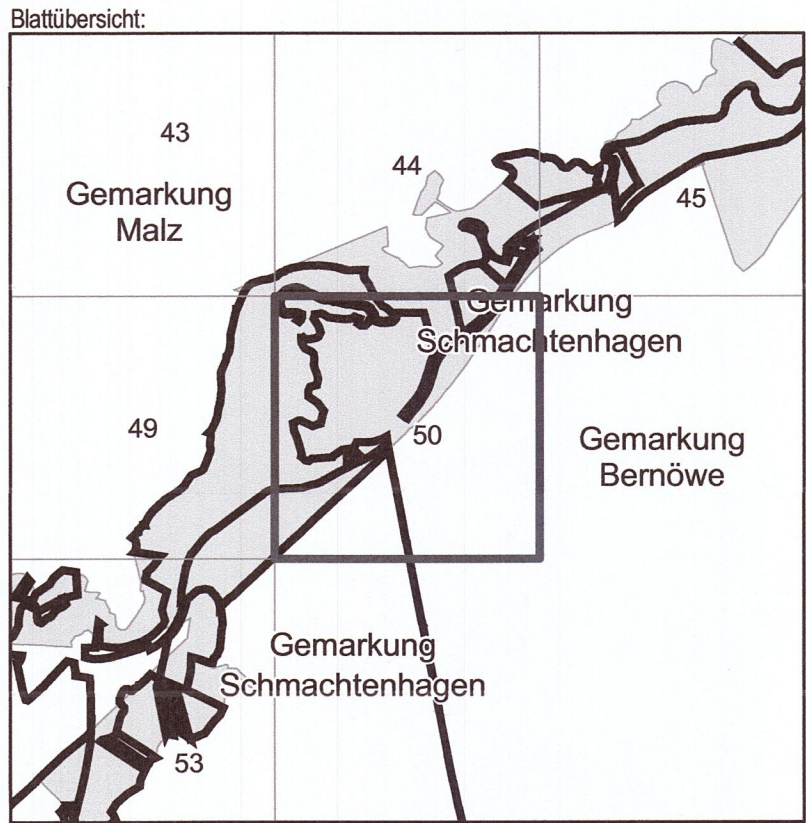 Blattübersicht:
43
Gemarkung
Malz
44
45
Gemarkung
Schmachtenhagen
49
50
Gemarkung
Bernöwe
Gemarkung
Schmachtenhagen
53